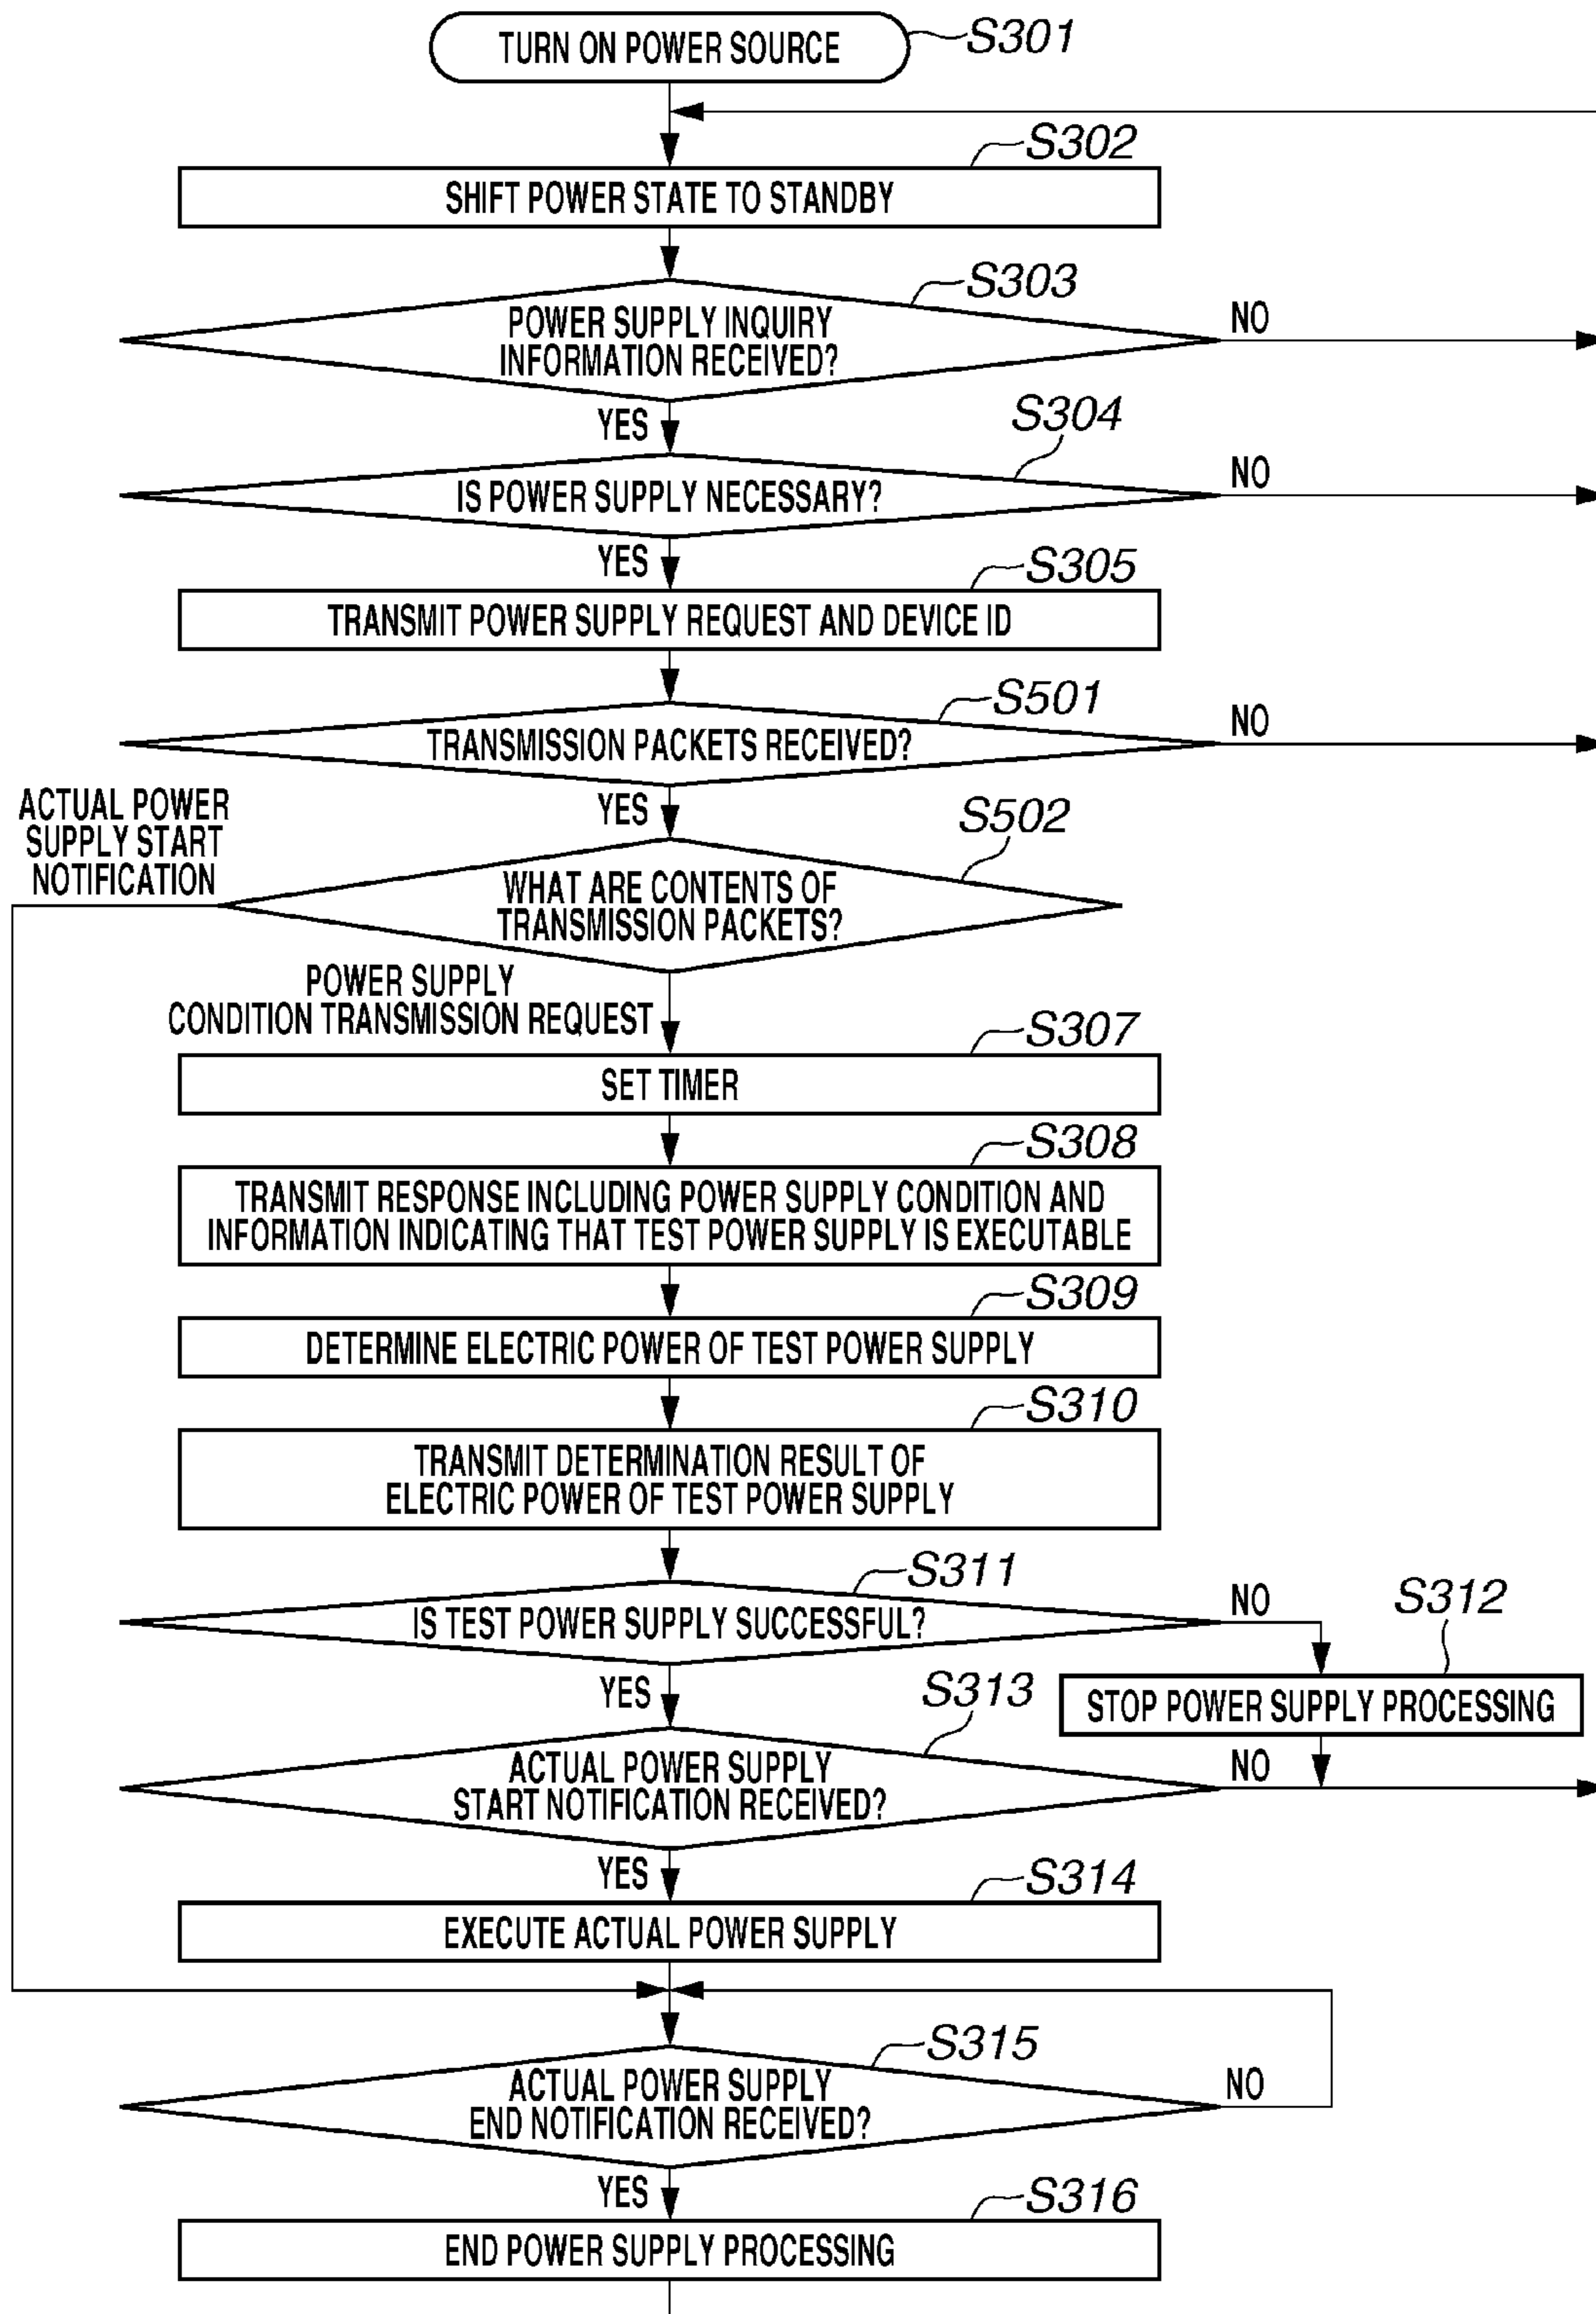 TURN ON POWER SOURCE
S301
S302
SHIFT POWER STATE TO STANDBY
S303
POWER SUPPLY INQUIRY
INFORMATION RECEIVED?
NO
YES
S304
IS POWER SUPPLY NECESSARY?
NO
YES
S305
TRANSMIT POWER SUPPLY REQUEST AND DEVICE ID
S501
TRANSMISSION PACKETS RECEIVED?
NO
YES
ACTUAL POWER
SUPPLY START
NOTIFICATION
S502
WHAT ARE CONTENTS OF
TRANSMISSION PACKETS?
POWER SUPPLY
CONDITION TRANSMISSION REQUEST
S307
SET TIMER
S308
TRANSMIT RESPONSE INCLUDING POWER SUPPLY CONDITION AND
INFORMATION INDICATING THAT TEST POWER SUPPLY IS EXECUTABLE
S309
DETERMINE ELECTRIC POWER OF TEST POWER SUPPLY
S310
TRANSMIT DETERMINATION RESULT OF
ELECTRIC POWER OF TEST POWER SUPPLY
S311
IS TEST POWER SUPPLY SUCCESSFUL?
NO
S312
STOP POWER SUPPLY PROCESSING
YES
S313
ACTUAL POWER SUPPLY
START NOTIFICATION RECEIVED?
NO
YES
S314
EXECUTE ACTUAL POWER SUPPLY
S315
ACTUAL POWER SUPPLY
END NOTIFICATION RECEIVED?
NO
YES
S316
END POWER SUPPLY PROCESSING